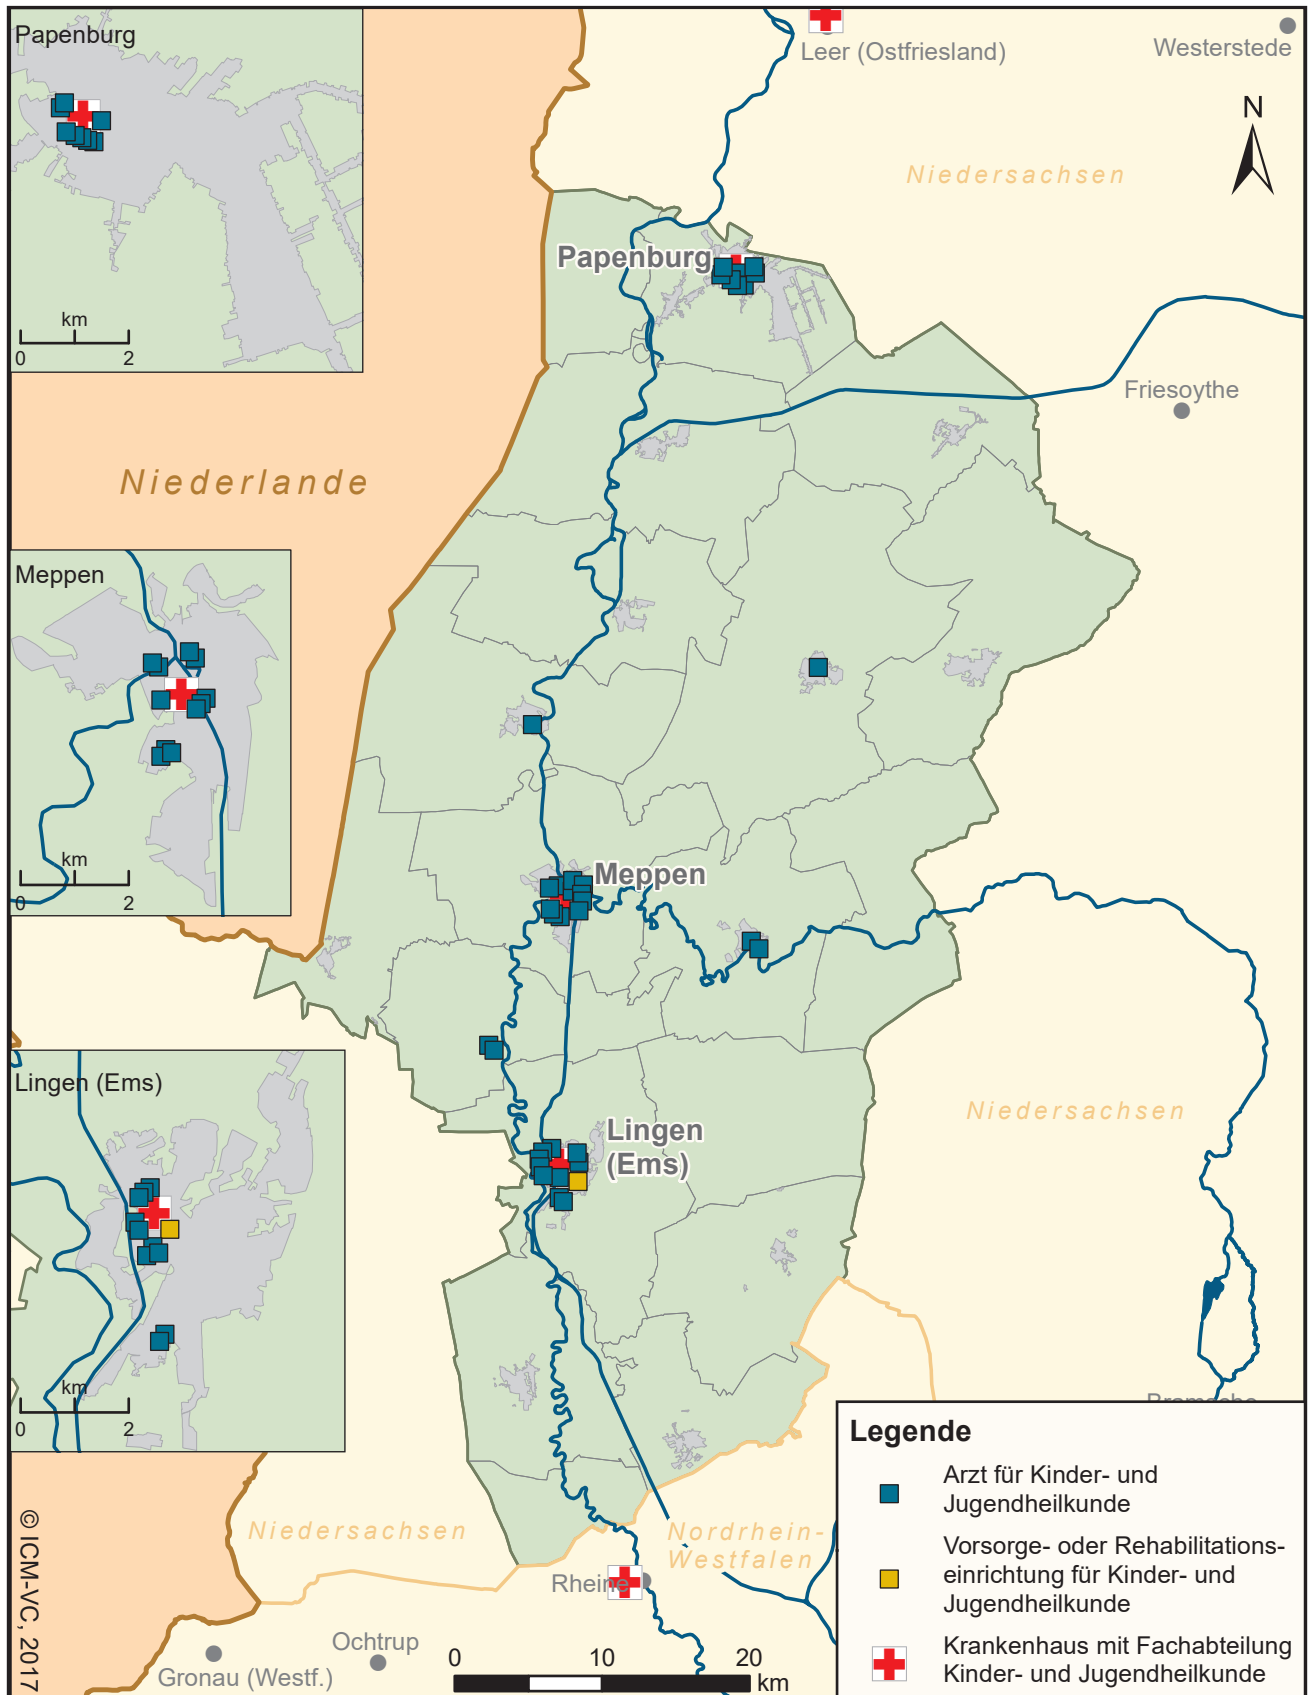 Papenburg
km
0 2
Leer (Ostfriesland)
Westerstede
N
Niedersachsen
Papenburg
Friesoythe
Niederlande
Meppen
km
0 2
Meppen
Lingen (Ems)
km
0 2
Lingen
(Ems)
Niedersachsen
Bramsche
Niedersachsen
Nordrhein-
Westfalen
Rheine
Ochtrup
Gronau (Westf.)
0 10 20
km
© ICM-VC, 2017
Legende
Arzt für Kinder- und
Jugendheilkunde
Vorsorge- oder Rehabilitations-
einrichtung für Kinder- und
Jugendheilkunde
Krankenhaus mit Fachabteilung
Kinder- und Jugendheilkunde